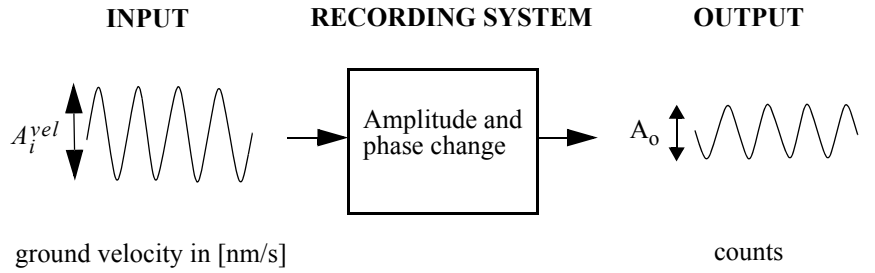 INPUT
RECORDING SYSTEM
OUTPUT
A_i^{vel}
Amplitude and
phase change
A_o
ground velocity in [nm/s]
counts